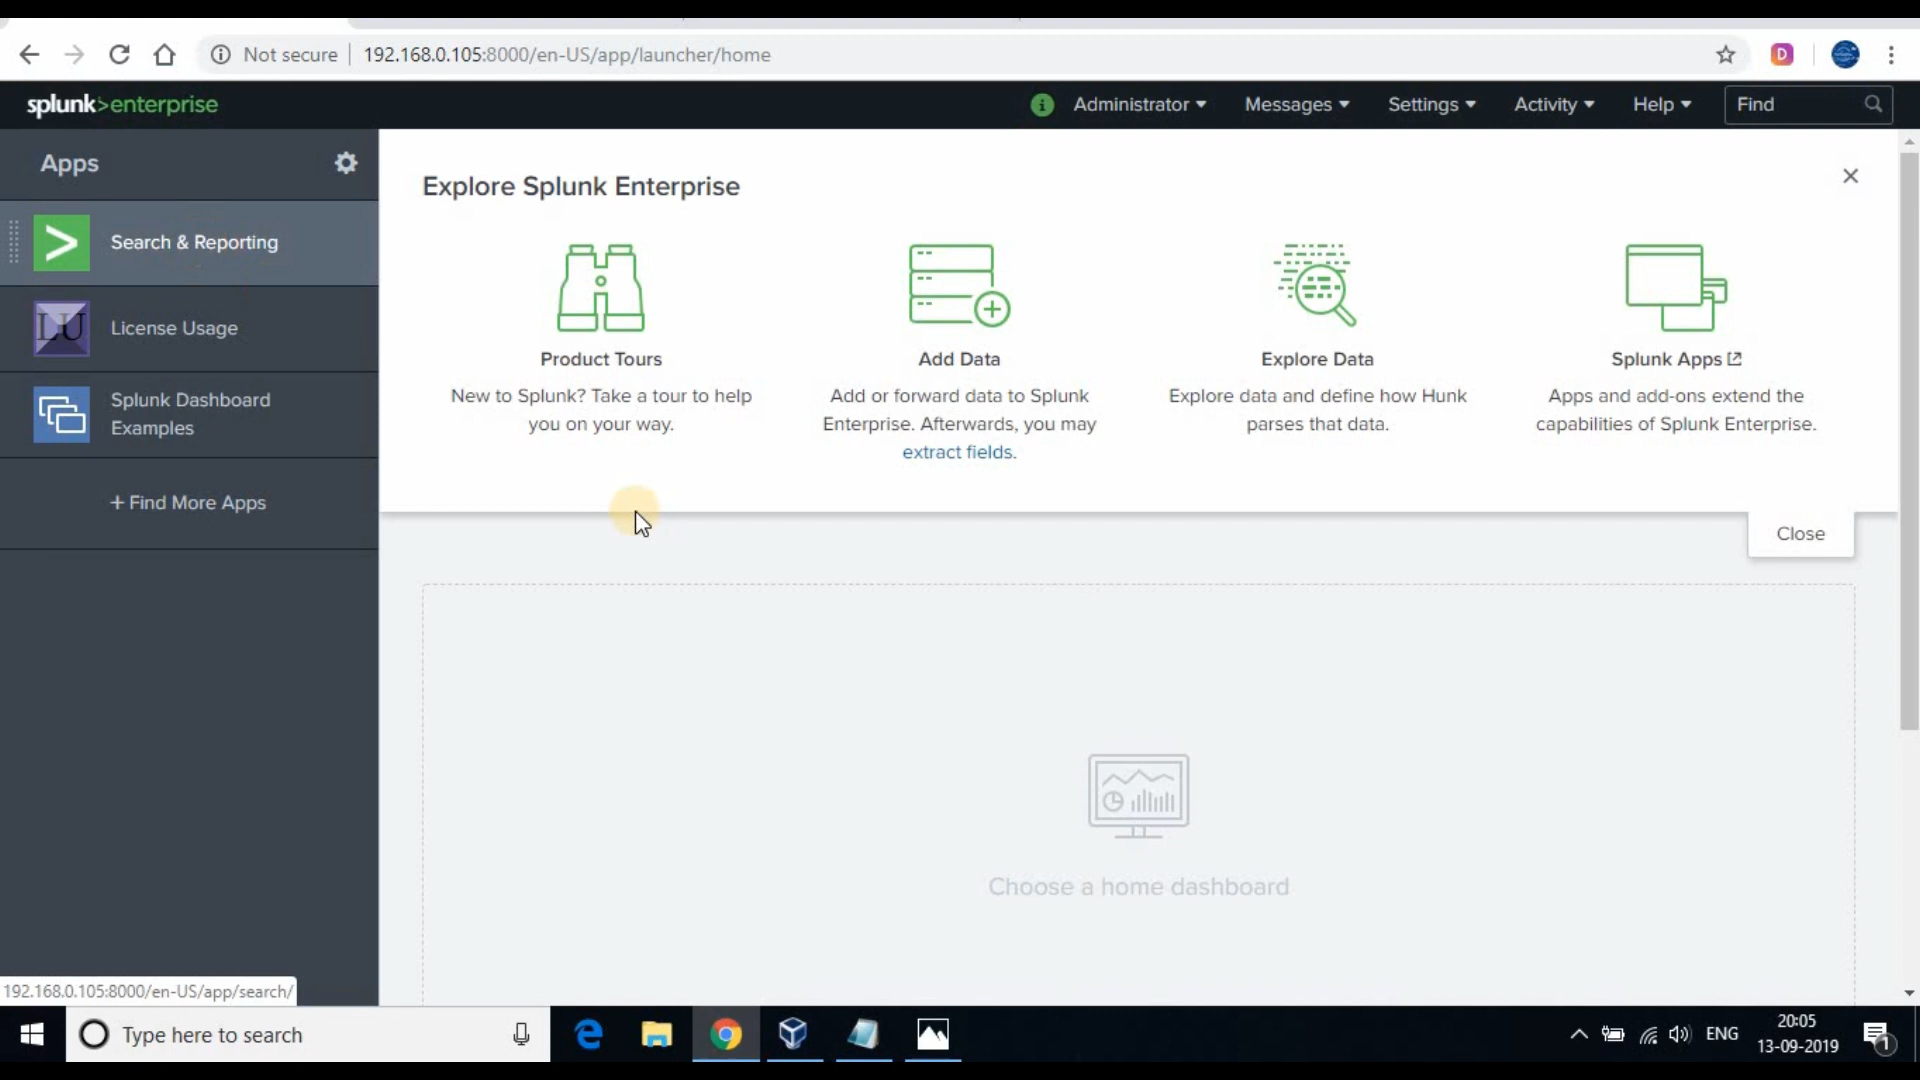 Not secure
192.168.0.105:8000/en-US/app/launcher/home
D
splunk>enterprise
i
Administrator
Messages
Settings
Activity
Help
Find
Apps
Search & Reporting
LU
License Usage
Splunk Dashboard
Examples
+ Find More Apps
Explore Splunk Enterprise
Product Tours
New to Splunk? Take a tour to help
you on your way.
Add Data
Add or forward data to Splunk
Enterprise. Afterwards, you may
extract fields.
Explore Data
Explore data and define how Hunk
parses that data.
Splunk Apps
Apps and add-ons extend the
capabilities of Splunk Enterprise.
Close
Choose a home dashboard
192.168.0.105:8000/en-US/app/search/
Type here to search
ENG
20:05
13-09-2019
1